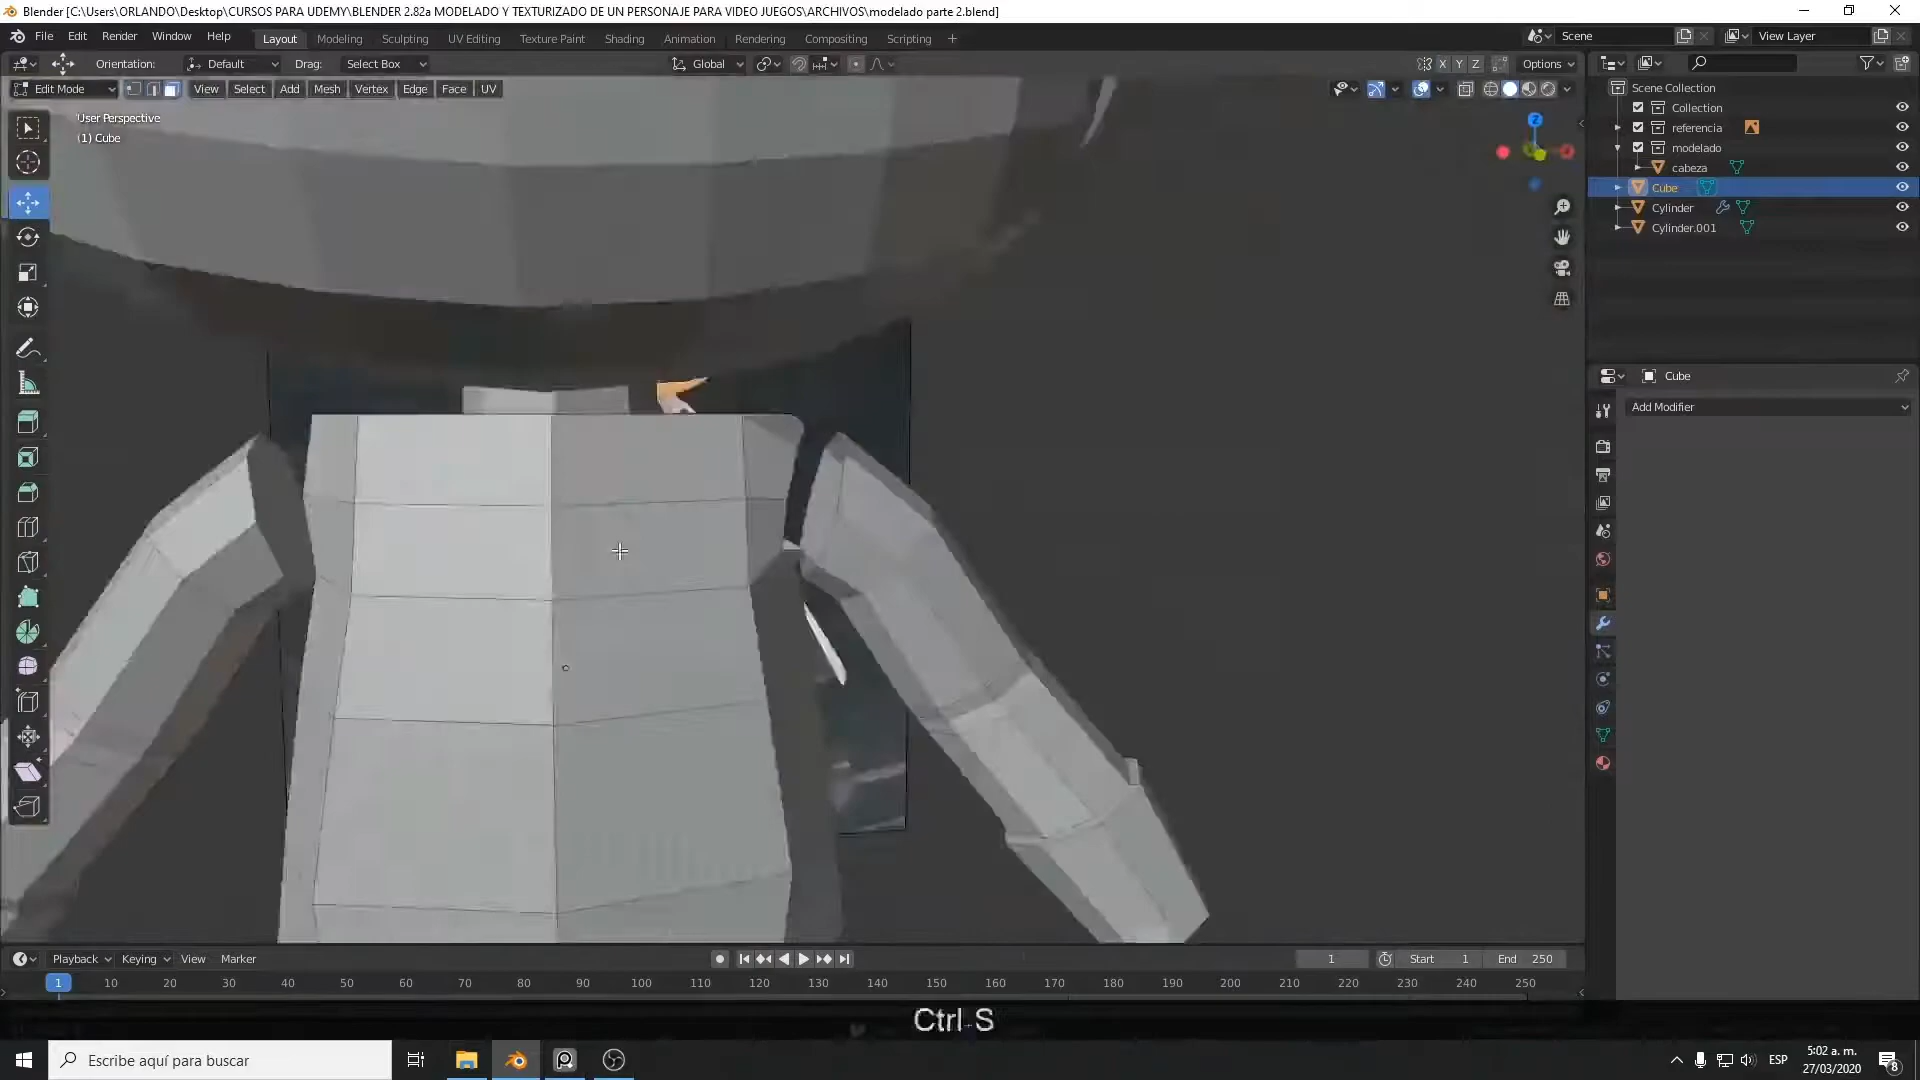 Blender [C:\Users\ORLANDO\Desktop\CURSOS PARA UDEMY\BLENDER 2.82a MODELADO Y TEXTURIZADO DE UN PERSONAJE PARA VIDEO JUEGOS\ARCHIVOS\modelado parte 2.blend]
File Edit Render Window Help Layout Modeling Sculpting UV Editing Texture Paint Shading Animation Rendering Compositing Scripting + Scene View Layer
Orientation: Default Drag: Select Box Global X Y Z Options
Edit Mode View Select Add Mesh Vertex Edge Face UV
User Perspective
(1) Cube
Z
Scene Collection
Collection
referencia
modelado
cabeza
Cube
Cylinder
Cylinder.001
Cube
Add Modifier
Playback Keying View Marker 1 Start 1 End 250
1 10 20 30 40 50 60 70 80 90 100 110 120 130 140 150 160 170 180 190 200 210 220 230 240 250
Ctrl S
Escribe aquí para buscar
ESP
5:02 a. m.
27/03/2020
8